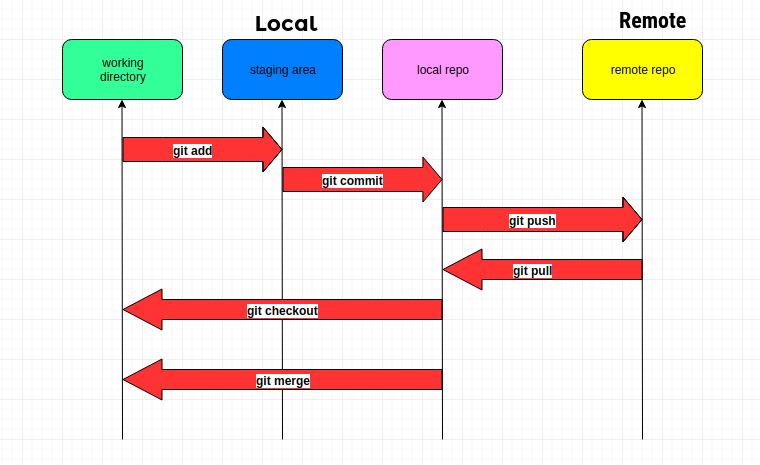 Local
Remote
working
directory
staging area
local repo
remote repo
git add
git commit
git push
git pull
git checkout
git merge